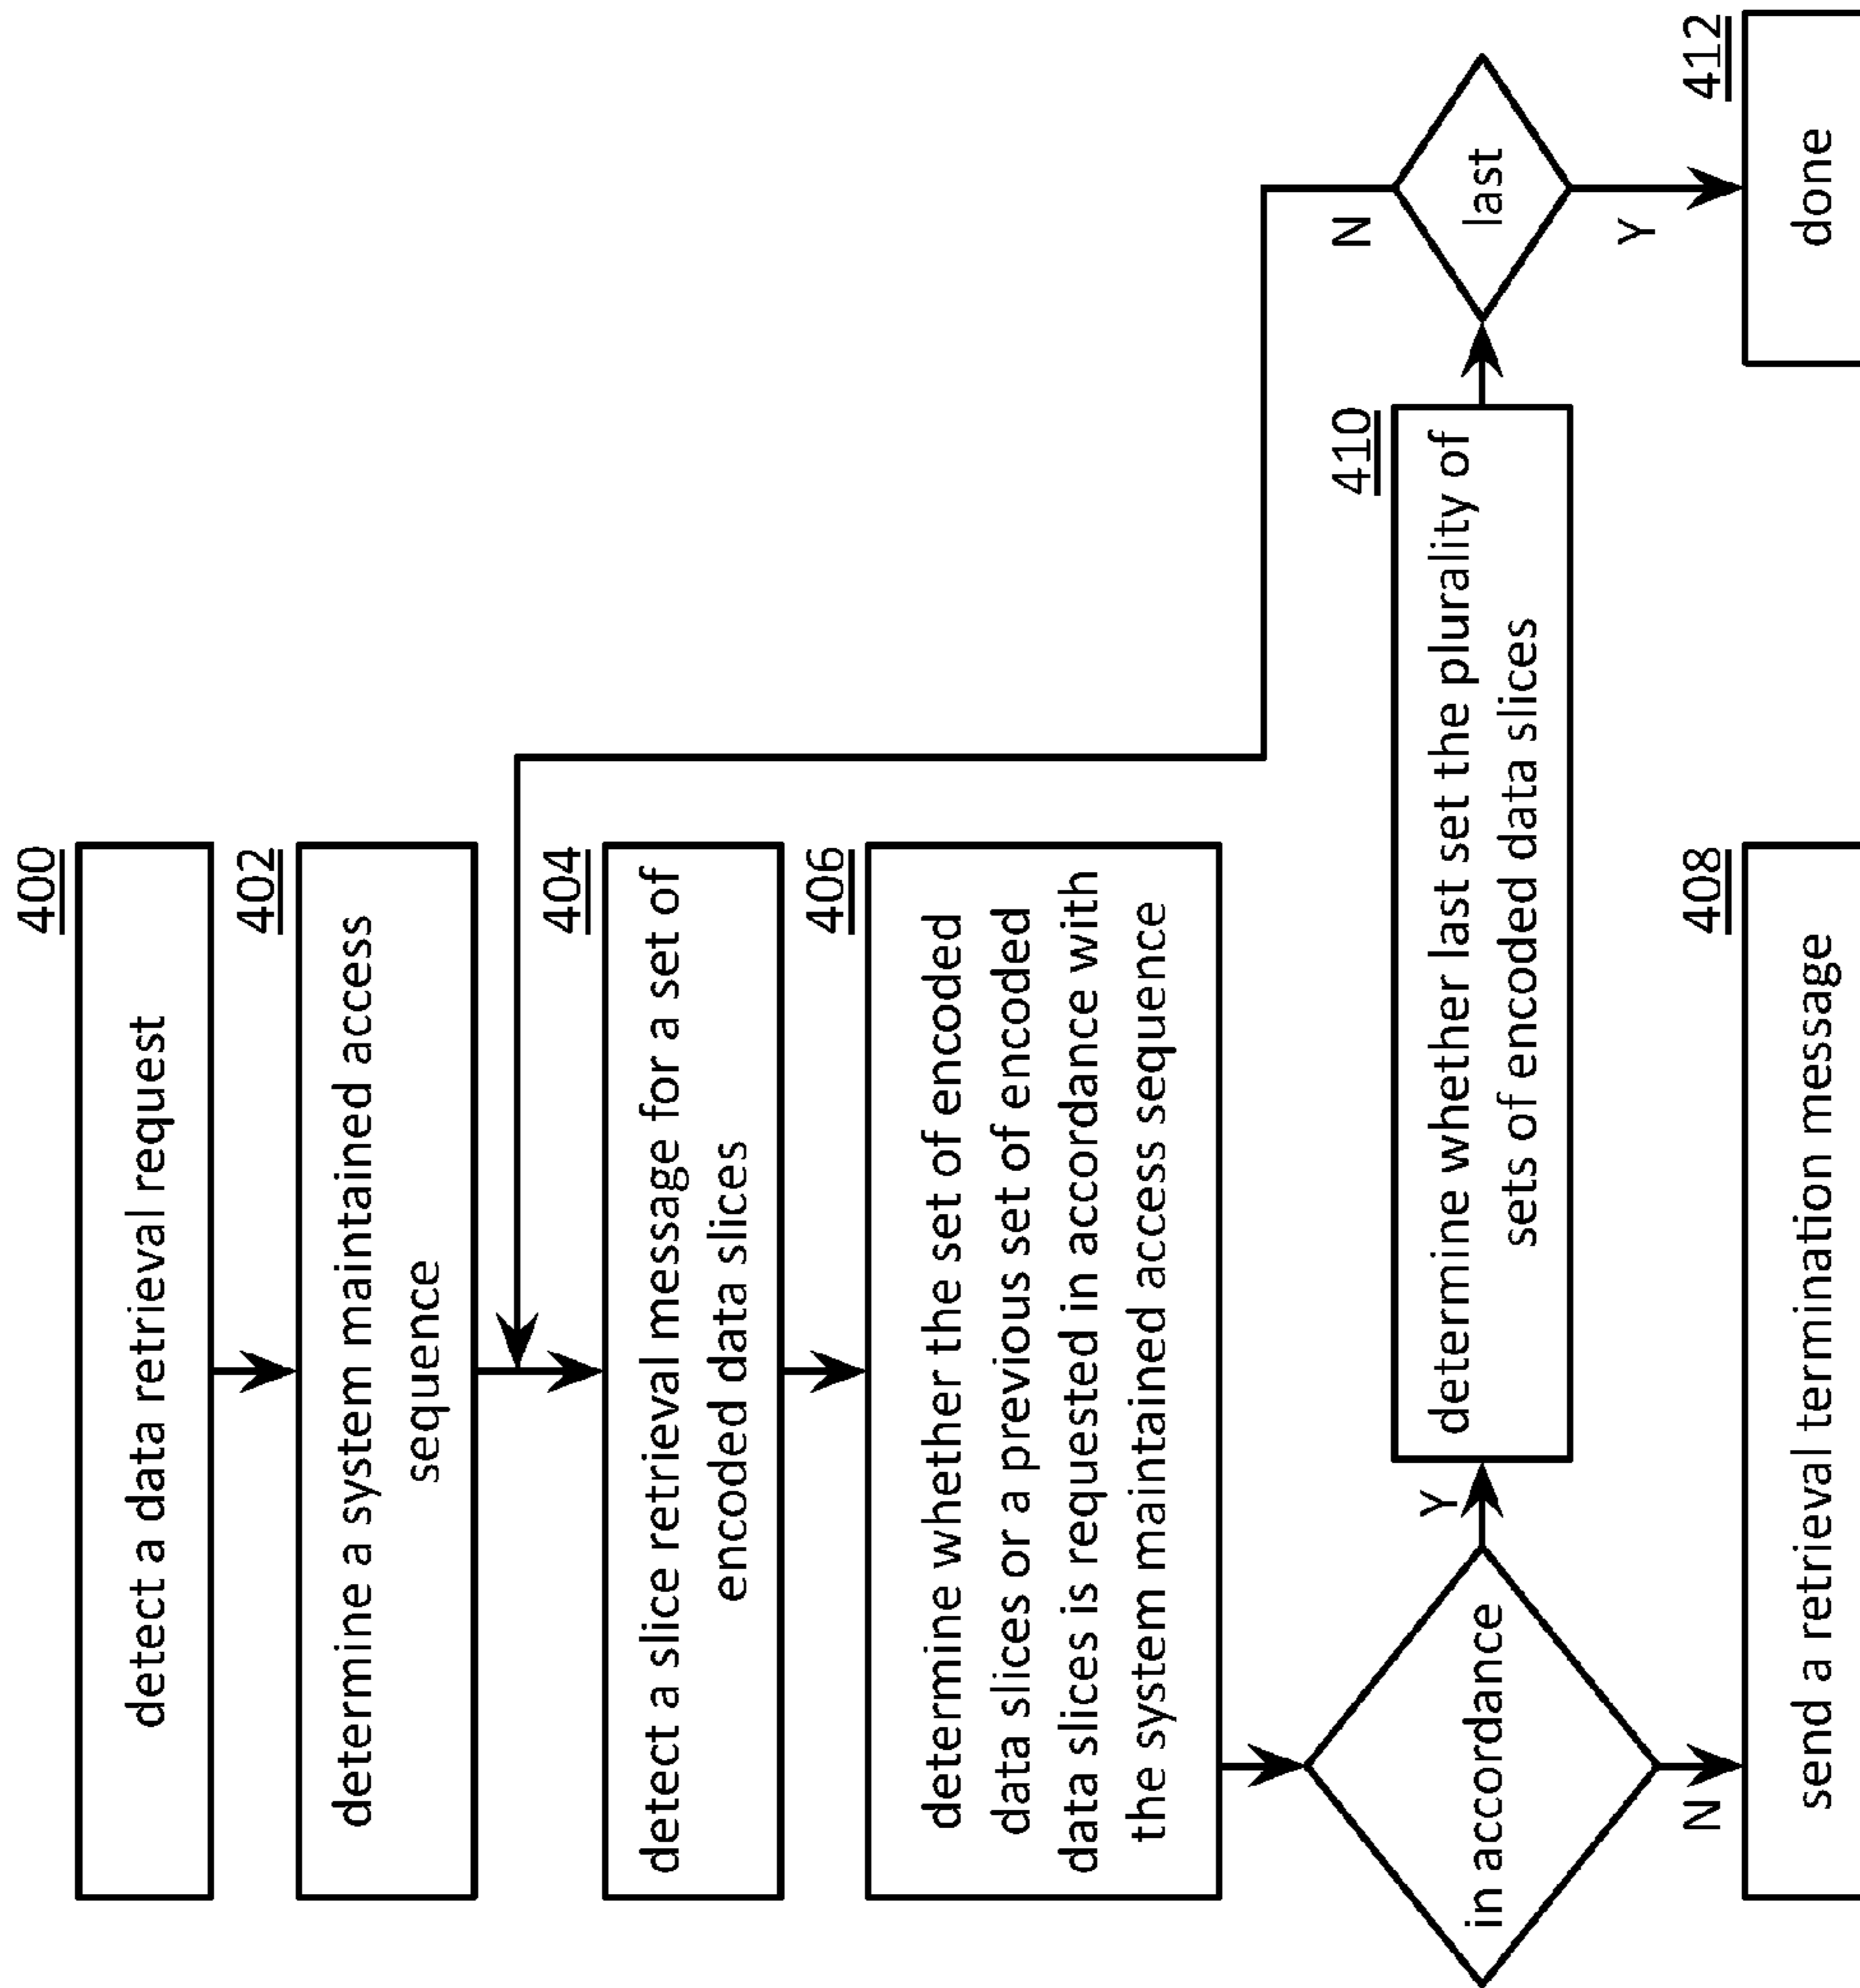 400
detect a data retrieval request
402
determine a system maintained access
sequence
404
detect a slice retrieval message for a set of
encoded data slices
406
determine whether the set of encoded
data slices or a previous set of encoded
data slices is requested in accordance with
the system maintained access sequence
in accordance
Y
N
410
determine whether last set the plurality of
sets of encoded data slices
last
N
Y
408
send a retrieval termination message
412
done